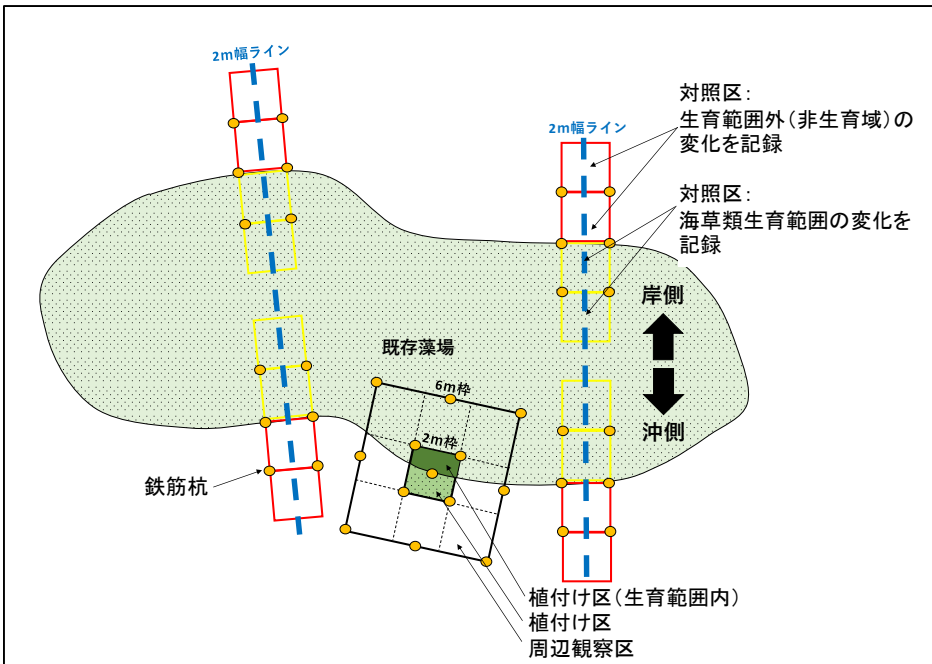 2m幅ライン
2m幅ライン
対照区：
生育範囲外（非生育域）の
変化を記録
対照区：
海草類生育範囲の変化を
記録
岸側
沖側
既存藻場
6m枠
2m枠
鉄筋杭
植付け区（生育範囲内）
植付け区
周辺観察区